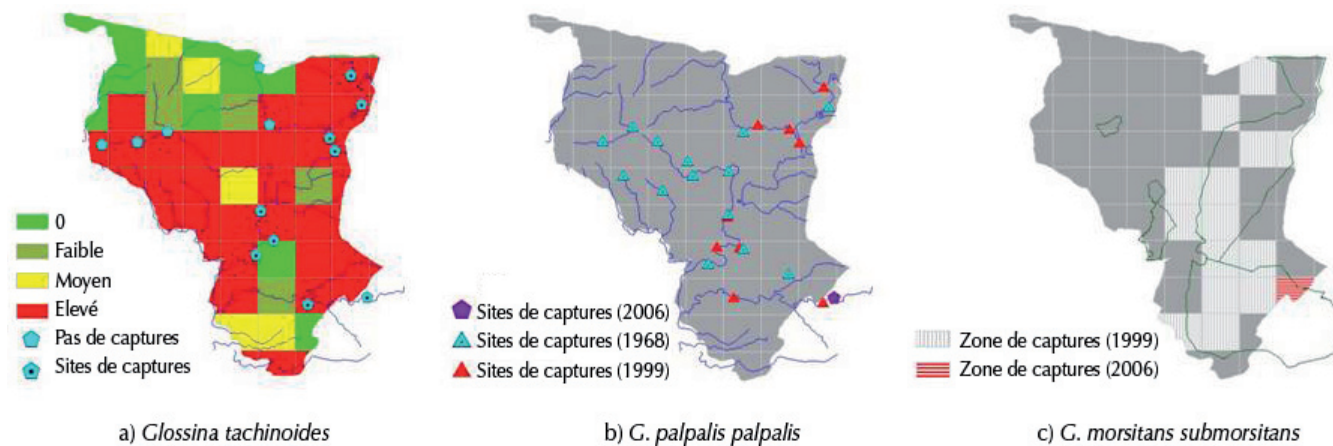 0
Faible
Moyen
Elevé
Pas de captures
Sites de captures
Sites de captures (2006)
Sites de captures (1968)
Sites de captures (1999)
Zone de captures (1999)
Zone de captures (2006)
a) Glossina tachinoides
b) G. palpalis palpalis
c) G. morsitans submorsitans